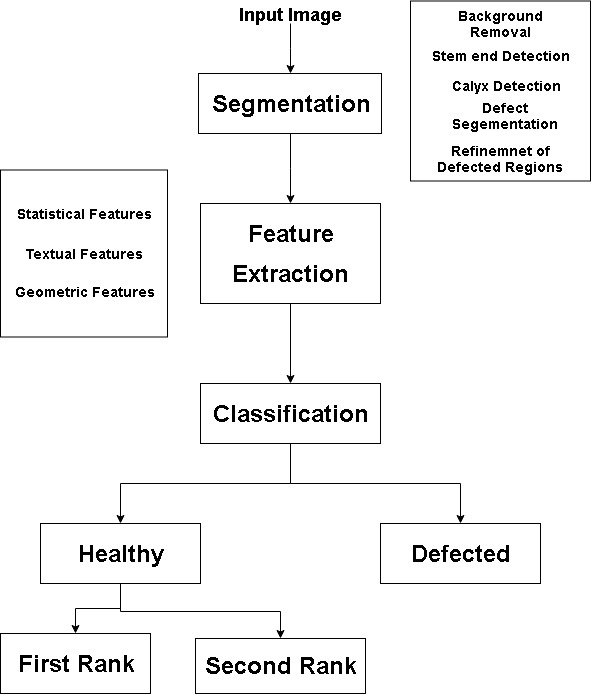 Input Image
Background
Removal
Stem end Detection
Calyx Detection
Defect
Segementation
Refinemnet of
Defected Regions
Segmentation
Statistical Features
Textual Features
Geometric Features
Feature
Extraction
Classification
Healthy
Defected
First Rank
Second Rank